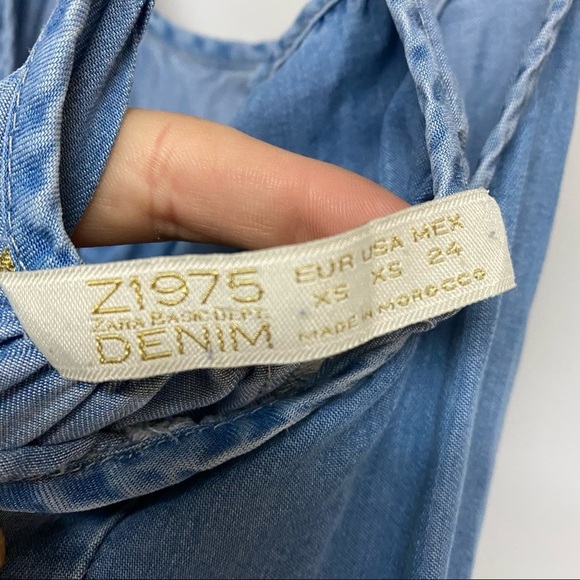 Z1975
ZARA BASIC DEPT.
DENIM
EUR USA MEX
XS XS 24
MADE IN MOROCCO